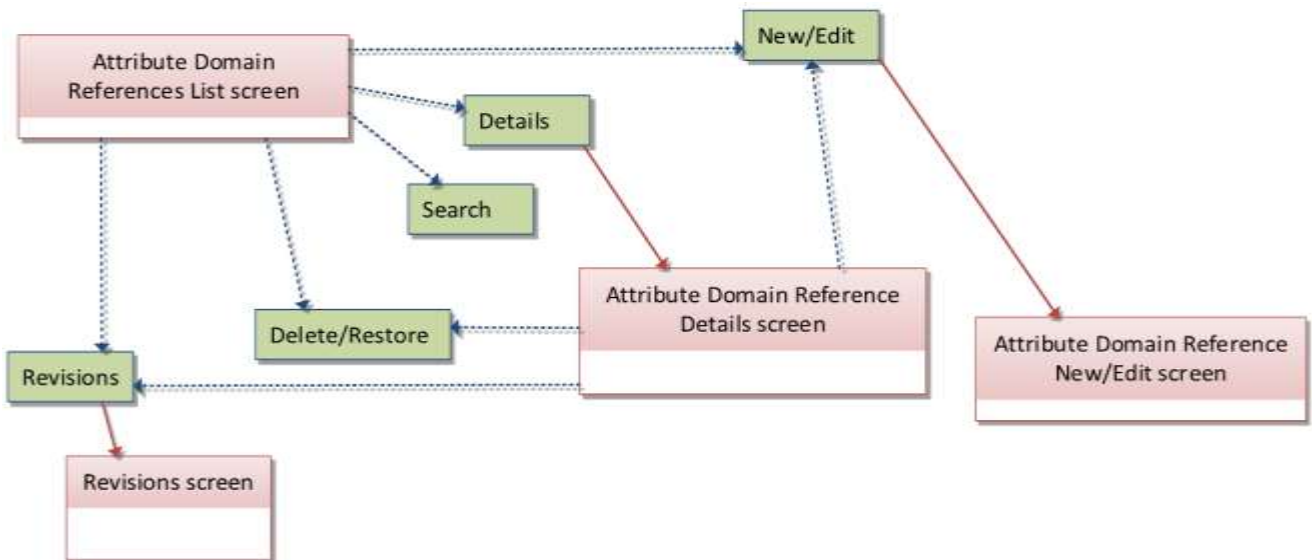 New/Edit
Attribute Domain
References List screen
Details
Search
Attribute Domain Reference
Details screen
Delete/Restore
Attribute Domain Reference
New/Edit screen
Revisions
Revisions screen